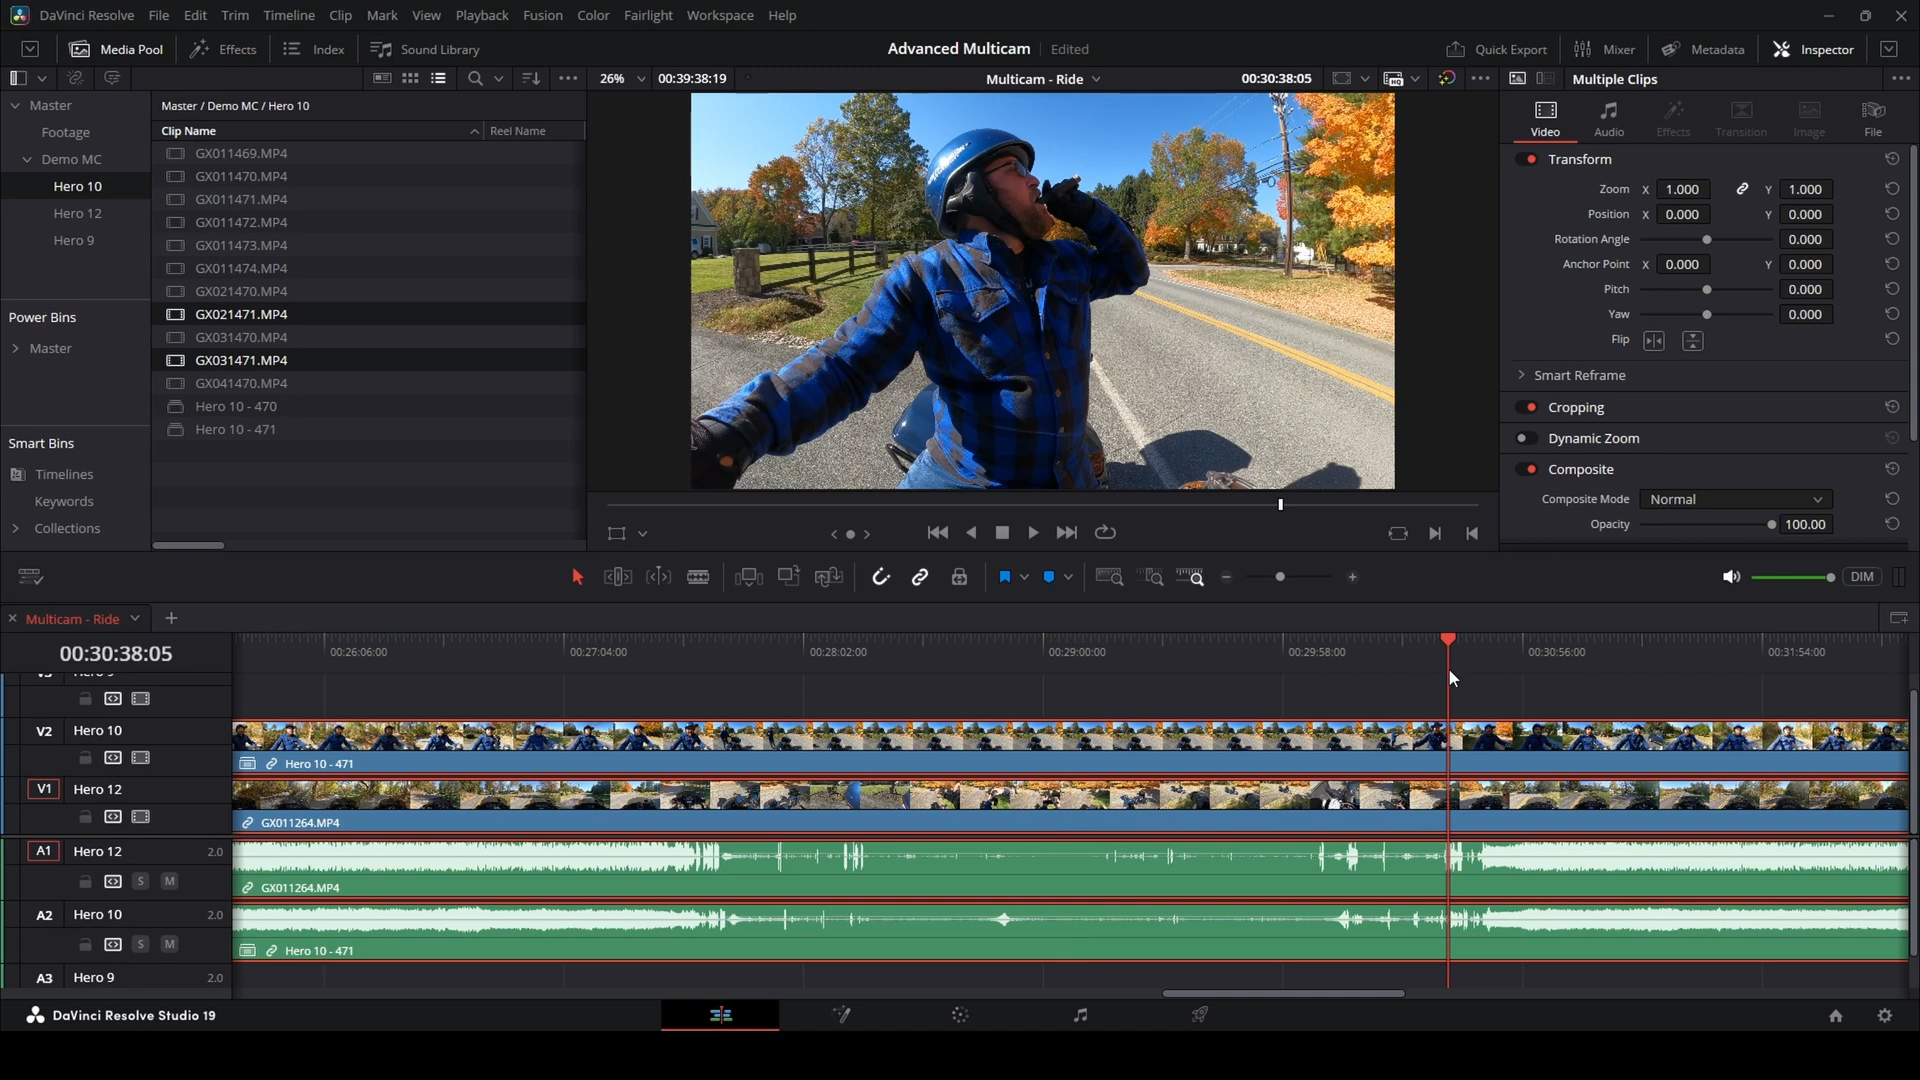 DaVinci Resolve File Edit Trim Timeline Clip Mark View Playback Fusion Color Fairlight Workspace Help
Media Pool Effects Index Sound Library Advanced Multicam Edited Quick Export Mixer Metadata Inspector
26% 00:39:38:19 Multicam - Ride 00:30:38:05 Multiple Clips
Master
Footage
Demo MC
Hero 10
Hero 12
Hero 9
Power Bins
Master
Smart Bins
Timelines
Keywords
Collections
Master / Demo MC / Hero 10
Clip Name Reel Name
GX011469.MP4
GX011470.MP4
GX011471.MP4
GX011472.MP4
GX011473.MP4
GX011474.MP4
GX021470.MP4
GX021471.MP4
GX031470.MP4
GX031471.MP4
GX041470.MP4
Hero 10 - 470
Hero 10 - 471
Video Audio Effects Transition Image File
Transform
Zoom X 1.000 Y 1.000
Position X 0.000 Y 0.000
Rotation Angle 0.000
Anchor Point X 0.000 Y 0.000
Pitch 0.000
Yaw 0.000
Flip
Smart Reframe
Cropping
Dynamic Zoom
Composite
Composite Mode Normal
Opacity 100.00
DIM
Multicam - Ride
00:30:38:05
00:26:06:00 00:27:04:00 00:28:02:00 00:29:00:00 00:29:58:00 00:30:56:00 00:31:54:00
V2 Hero 10
Hero 10 - 471
V1 Hero 12
GX011264.MP4
A1 Hero 12 2.0
S M
GX011264.MP4
A2 Hero 10 2.0
S M
Hero 10 - 471
A3 Hero 9 2.0
DaVinci Resolve Studio 19